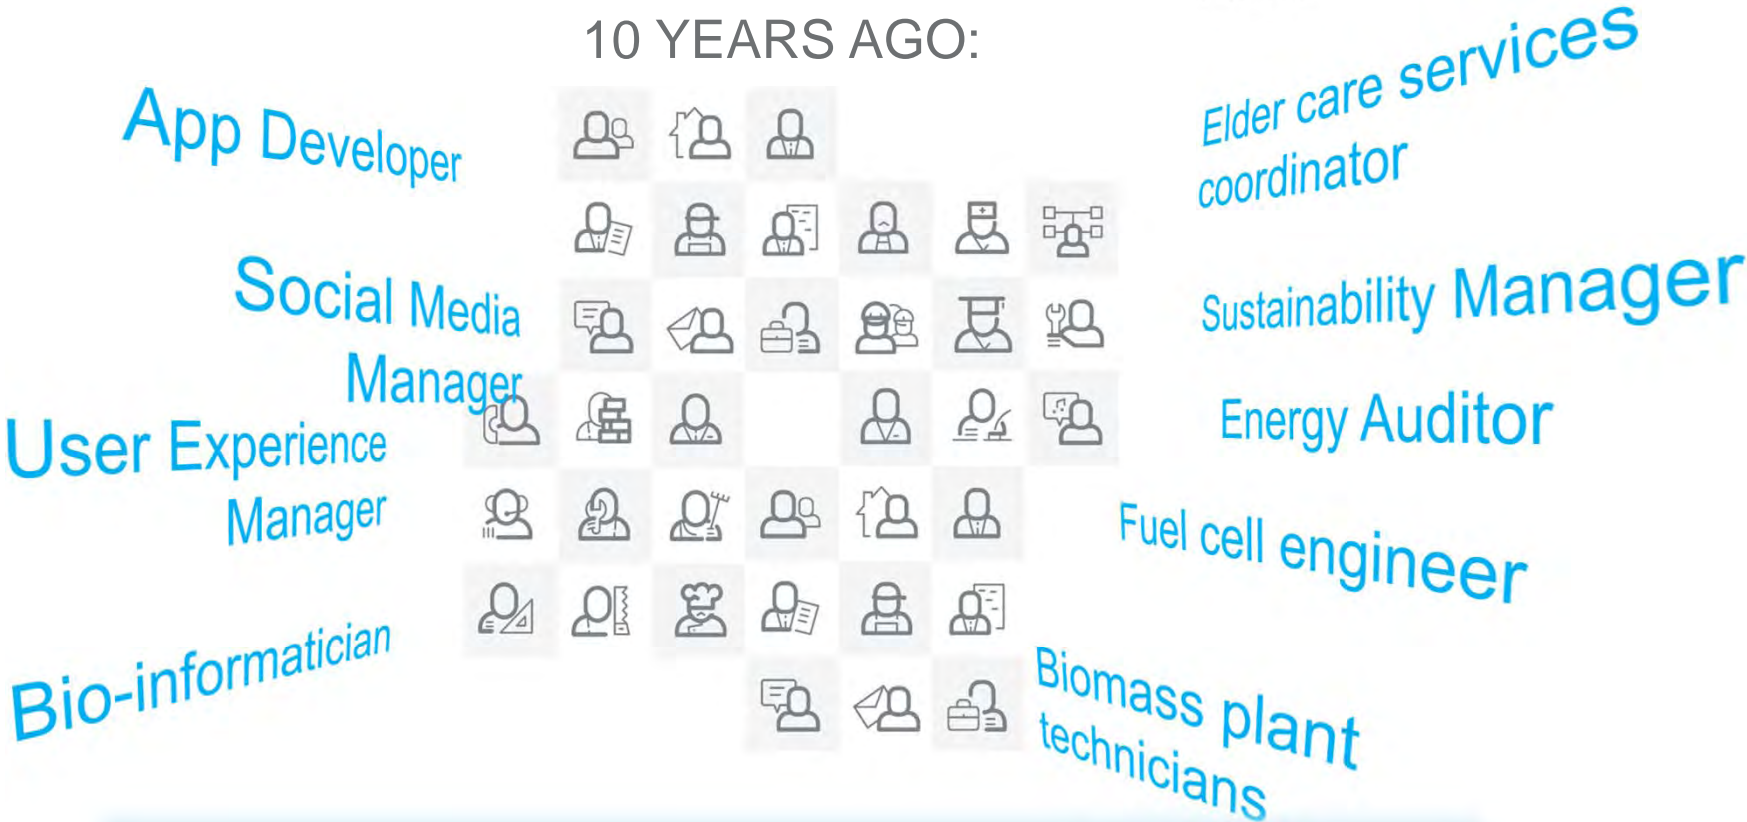 10 YEARS AGO:
App Developer
Social Media
Manager
User Experience
Manager
Bio-informatician
Elder care services
coordinator
Sustainability Manager
Energy Auditor
Fuel cell engineer
Biomass plant
technicians